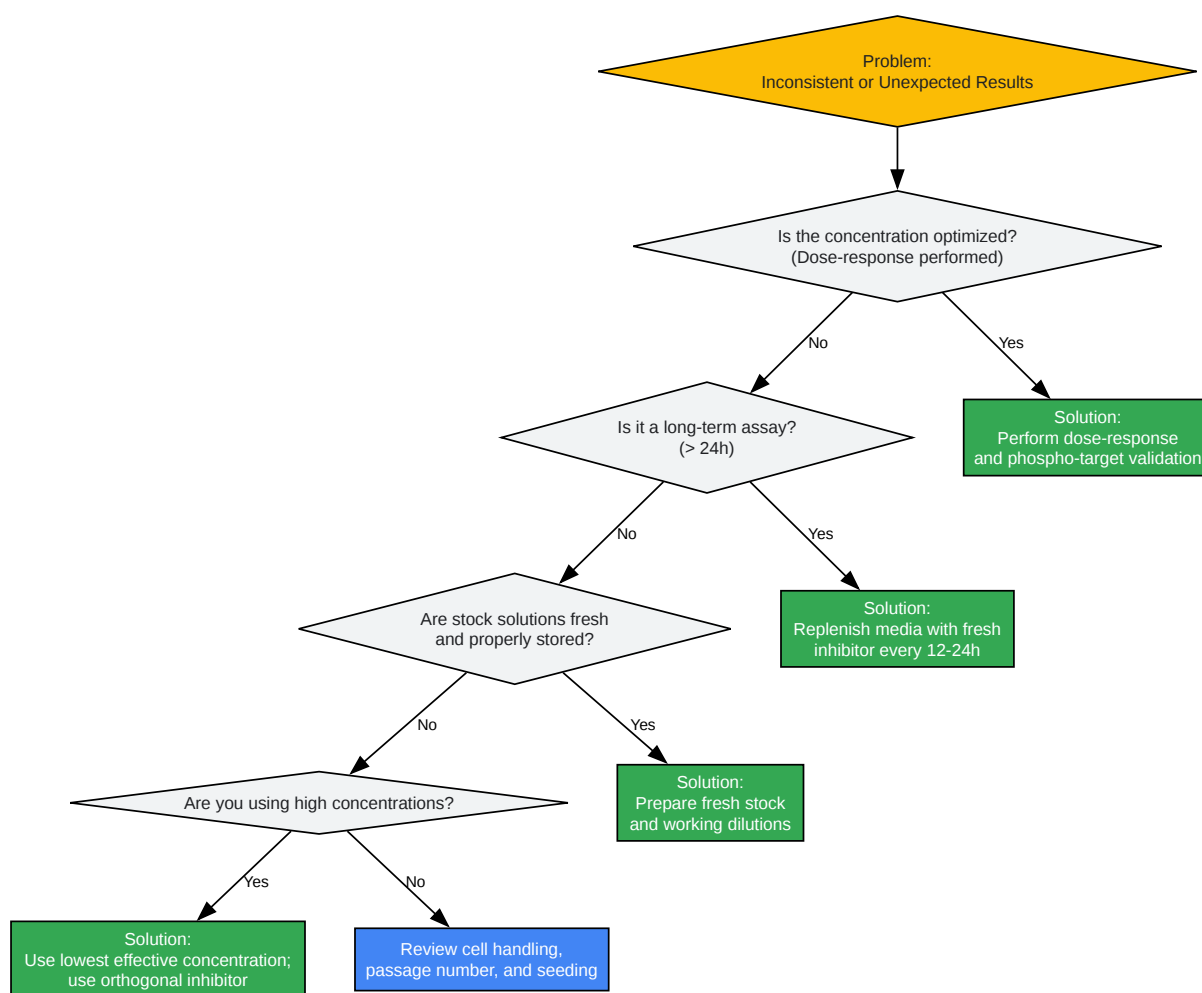 Problem:
Inconsistent or Unexpected Results
Is the concentration optimized?
(Dose-response performed)
No
Yes
Is it a long-term assay?
(> 24h)
Solution:
Perform dose-response
and phospho-target validation
No
Yes
Are stock solutions fresh
and properly stored?
Solution:
Replenish media with fresh
inhibitor every 12-24h
No
Yes
Are you using high concentrations?
Solution:
Prepare fresh stock
and working dilutions
Yes
No
Solution:
Use lowest effective concentration;
use orthogonal inhibitor
Review cell handling,
passage number, and seeding